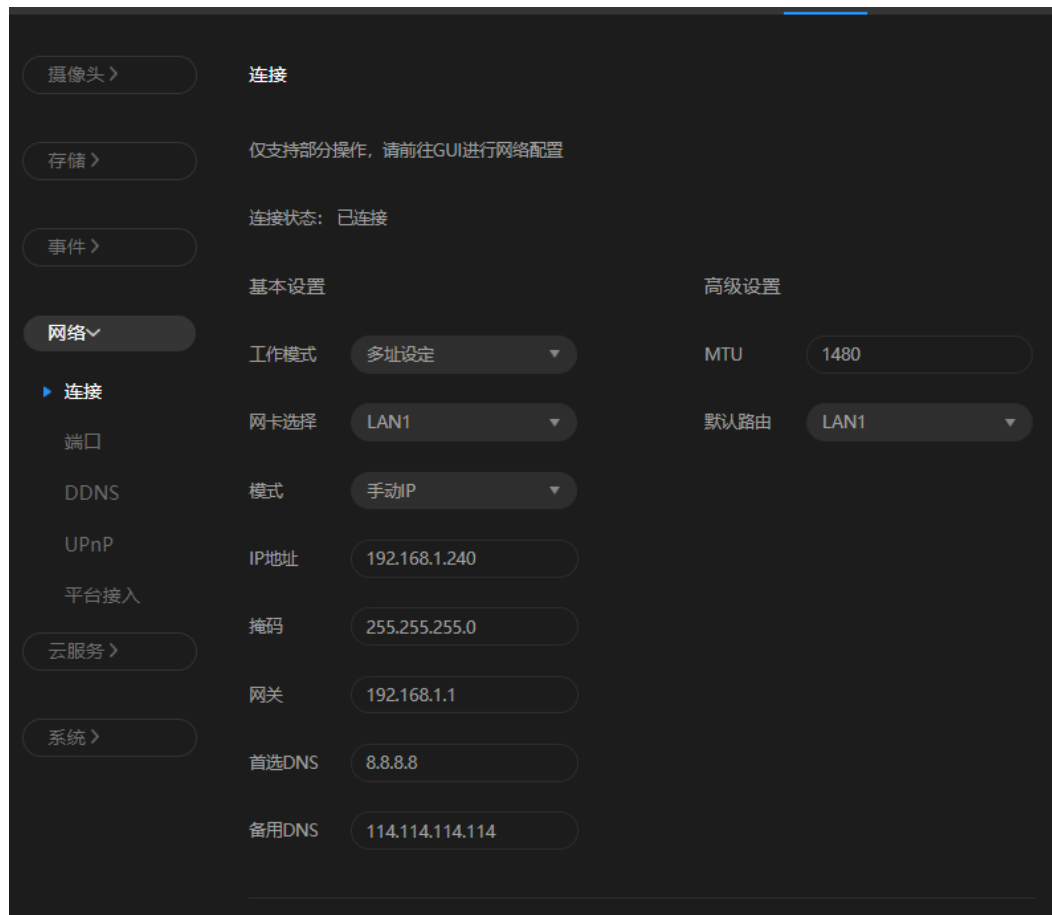 摄像头
存储
事件
网络
连接
端口
DDNS
UPnP
平台接入
云服务
系统
连接
仅支持部分操作，请前往GUI进行网络配置
连接状态： 已连接
基本设置
工作模式 多址设定
网卡选择 LAN1
模式 手动IP
IP地址 192.168.1.240
掩码 255.255.255.0
网关 192.168.1.1
首选DNS 8.8.8.8
备用DNS 114.114.114.114
高级设置
MTU 1480
默认路由 LAN1